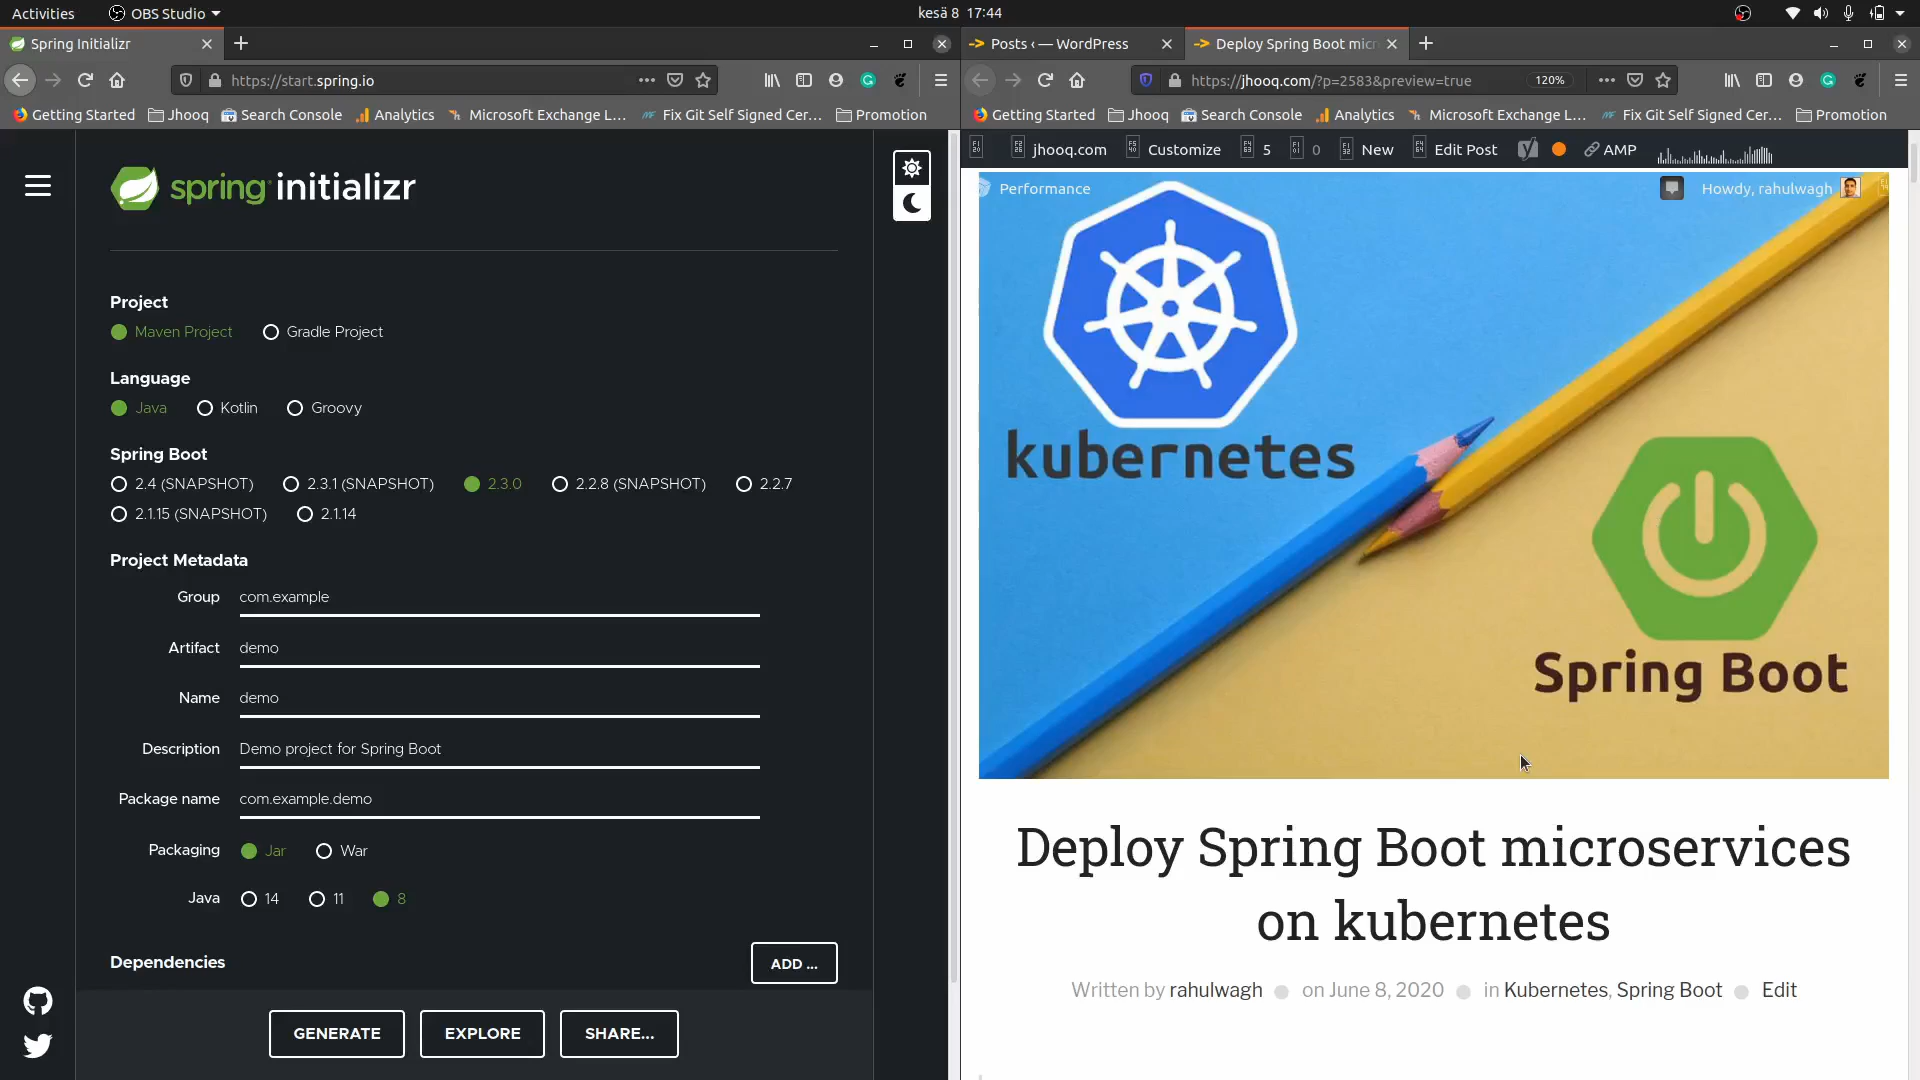 Activities
OBS Studio
kesä 8 17:44
Spring Initializr
Posts ‹ — WordPress
Deploy Spring Boot micr
https://start.spring.io
https://jhooq.com/?p=2583&preview=true
120%
Getting Started
Jhooq
Search Console
Analytics
Microsoft Exchange L...
Fix Git Self Signed Cer...
Promotion
Getting Started
Jhooq
Search Console
Analytics
Microsoft Exchange L...
Fix Git Self Signed Cer...
Promotion
jhooq.com
Customize
5
0
New
Edit Post
AMP
Performance
Howdy, rahulwagh
spring initializr
Project
Maven Project
Gradle Project
Language
Java
Kotlin
Groovy
Spring Boot
2.4 (SNAPSHOT)
2.3.1 (SNAPSHOT)
2.3.0
2.2.8 (SNAPSHOT)
2.2.7
2.1.15 (SNAPSHOT)
2.1.14
Project Metadata
Group
com.example
Artifact
demo
Name
demo
Description
Demo project for Spring Boot
Package name
com.example.demo
Packaging
Jar
War
Java
14
11
8
Dependencies
ADD ...
GENERATE
EXPLORE
SHARE...
kubernetes
Spring Boot
Deploy Spring Boot microservices
on kubernetes
Written by rahulwagh
on June 8, 2020
in Kubernetes, Spring Boot
Edit